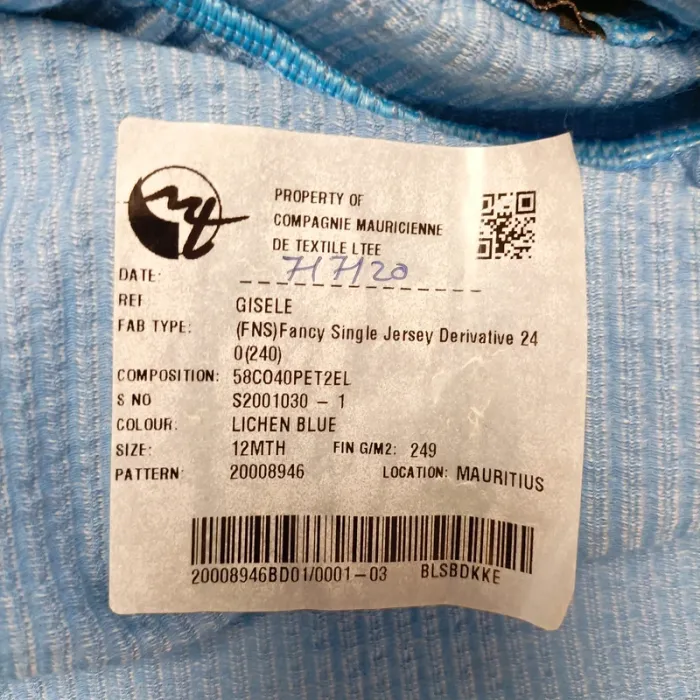 PROPERTY OF
COMPAGNIE MAURICIENNE
DE TEXTILE LTEE
DATE: 7/7/20
REF GISELE
FAB TYPE: (FNS)Fancy Single Jersey Derivative 24
0(240)
COMPOSITION: 58CO40PET2EL
S NO S2001030 - 1
COLOUR: LICHEN BLUE
SIZE: 12MTH FIN G/M2: 249
PATTERN: 20008946 LOCATION: MAURITIUS
20008946BD01/0001-03 BLSBDKKE